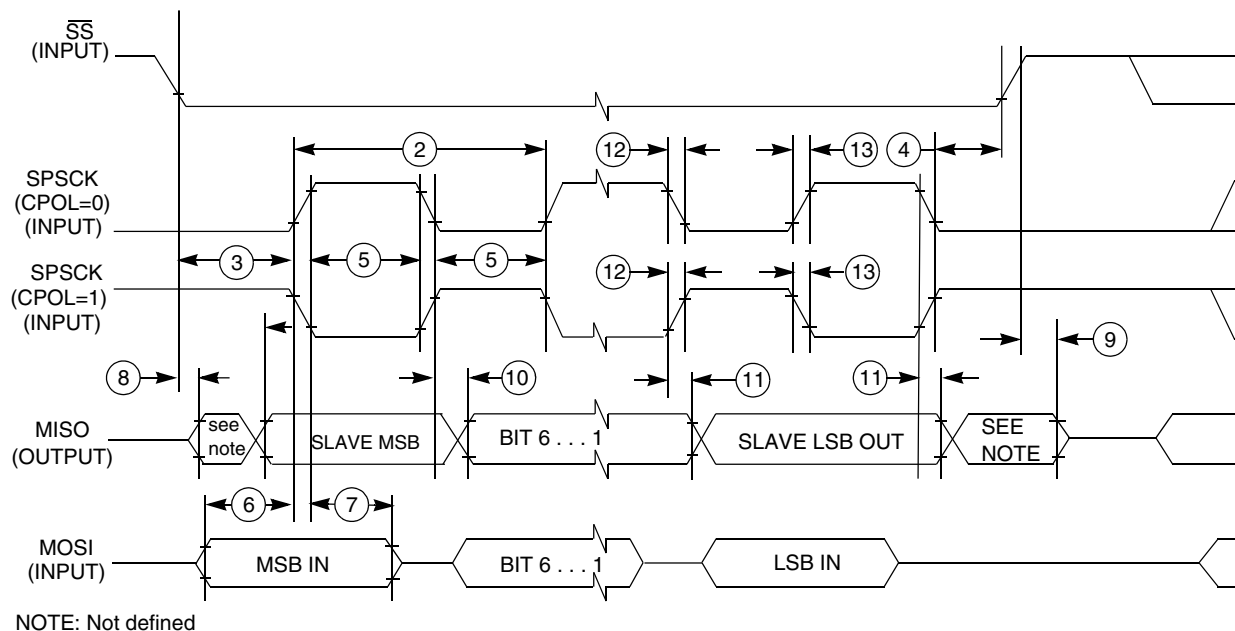 SS
(INPUT)
2
12
13
4
SPSCK
(CPOL=0)
(INPUT)
3
5
5
12
13
SPSCK
(CPOL=1)
(INPUT)
9
8
10
11
11
MISO
(OUTPUT)
see
note
SLAVE MSB
BIT 6 . . . 1
SLAVE LSB OUT
SEE
NOTE
6
7
MOSI
(INPUT)
MSB IN
BIT 6 . . . 1
LSB IN
NOTE: Not defined